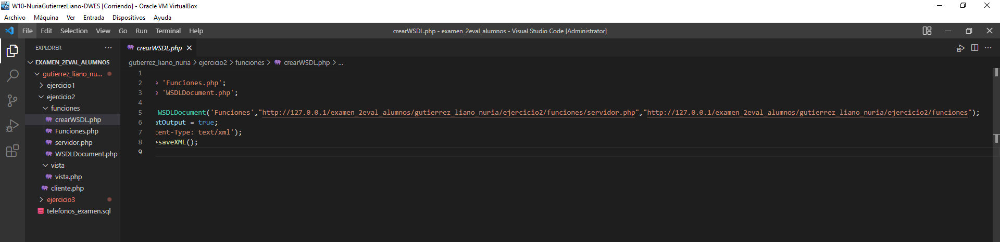 W10-NuriaGutierrezLiano-DWES [Corriendo] - Oracle VM VirtualBox
Archivo Máquina Ver Entrada Dispositivos Ayuda
File Edit Selection View Go Run Terminal Help
crearWSDL.php - examen_2eval_alumnos - Visual Studio Code [Administrator]
EXPLORER ...
crearWSDL.php
EXAMEN_2EVAL_ALUMNOS
gutierrez_liano_nu...
ejercicio1
ejercicio2
funciones
crearWSDL.php
Funciones.php
servidor.php
WSDLDocument.php
vista
vista.php
cliente.php
ejercicio3
telefonos_examen.sql
gutierrez_liano_nuria > ejercicio2 > funciones > crearWSDL.php > ...
1
2 e 'Funciones.php';
3 e 'WSDLDocument.php';
4
5 WSDLDocument('Funciones',"http://127.0.0.1/examen_2eval_alumnos/gutierrez_liano_nuria/ejercicio2/funciones/servidor.php","http://127.0.0.1/examen_2eval_alumnos/gutierrez_liano_nuria/ejercicio2/funciones");
6 atOutput = true;
7 tent-Type: text/xml');
8 >saveXML();
9